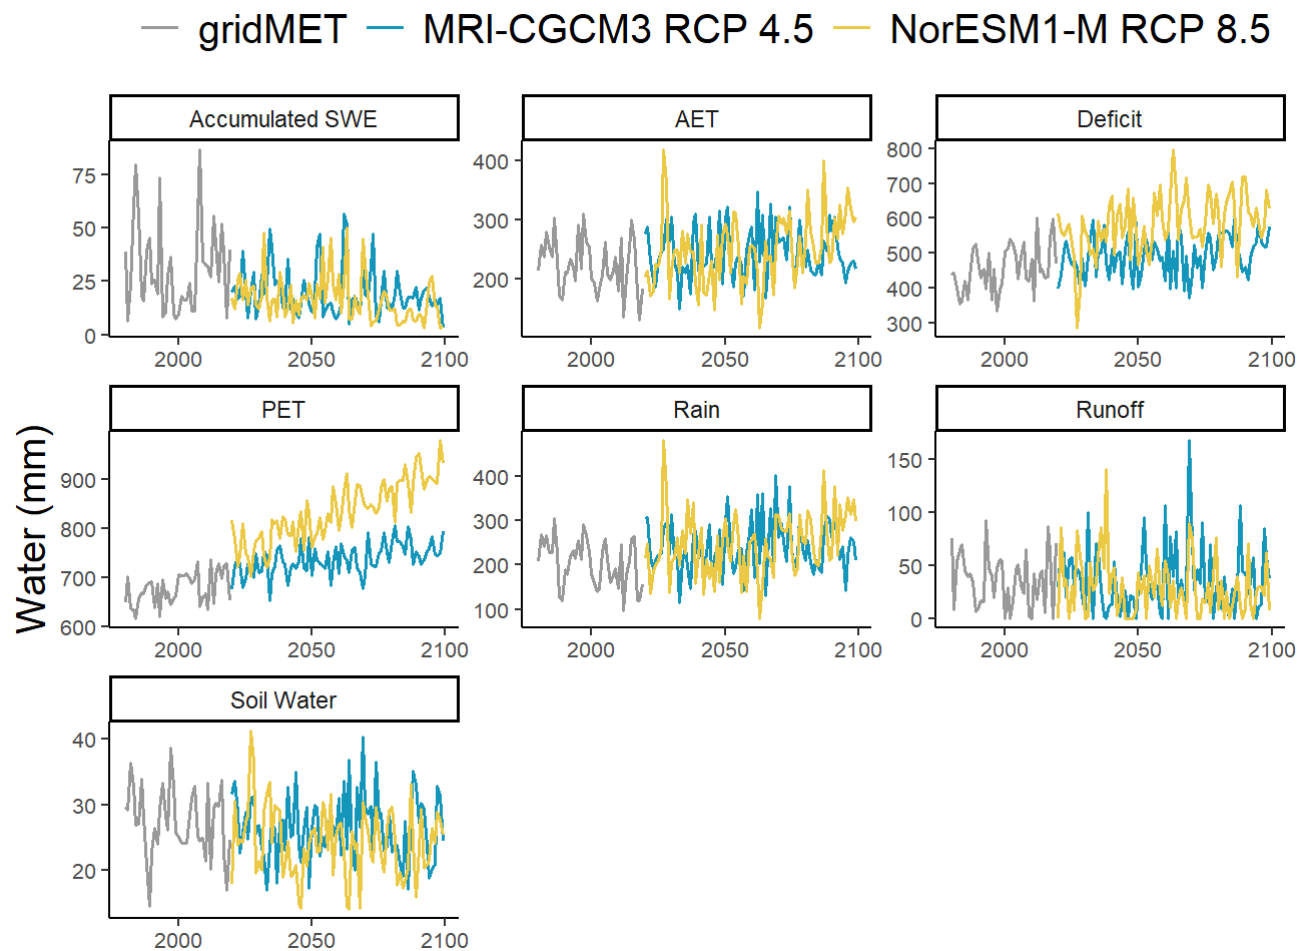 gridMET MRI-CGCM3 RCP 4.5 NorESM1-M RCP 8.5
Water (mm)
Accumulated SWE
75
50
25
0
2000 2050 2100
AET
400
300
200
2000 2050 2100
Deficit
800
700
600
500
400
300
2000 2050 2100
PET
900
800
700
600
2000 2050 2100
Rain
400
300
200
100
2000 2050 2100
Runoff
150
100
50
0
2000 2050 2100
Soil Water
40
30
20
2000 2050 2100